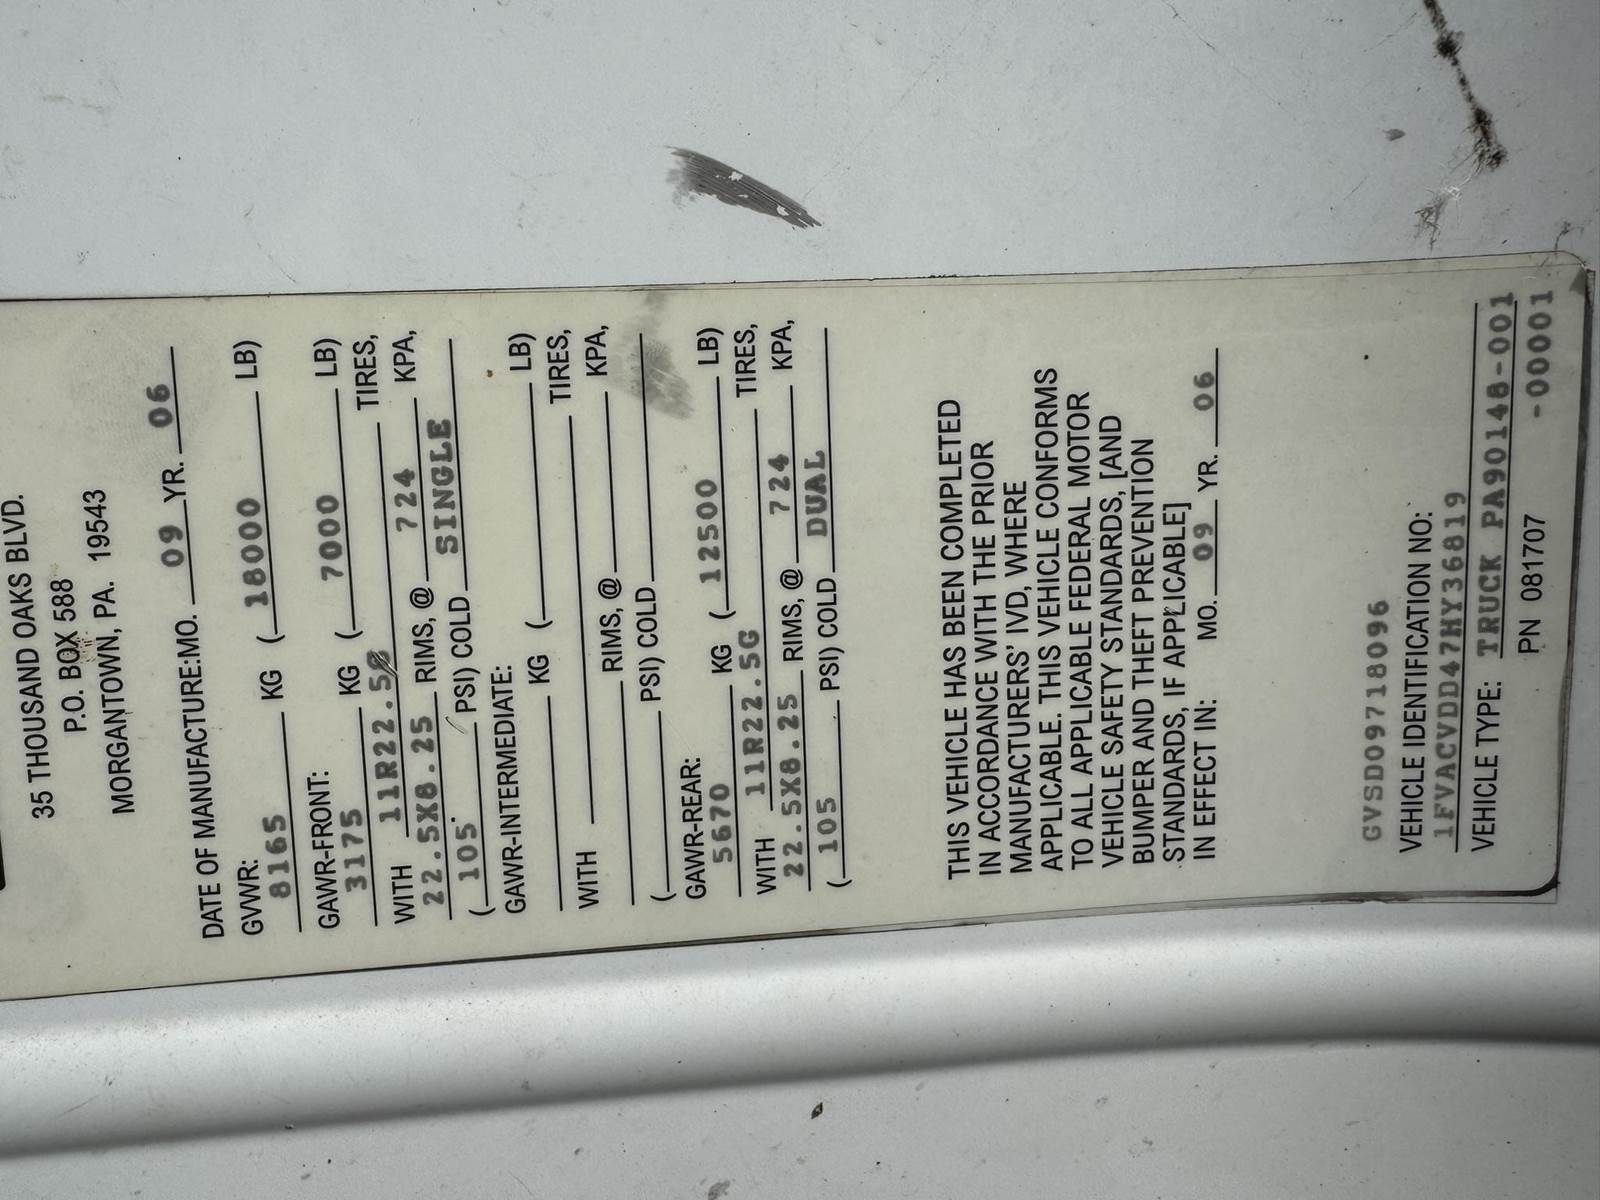 35 THOUSAND OAKS BLVD.
P.O. BOX 588
MORGANTOWN, PA. 19543
DATE OF MANUFACTURE:MO. 09 YR. 06
GVWR:
8165 KG (18000 LB)
GAWR-FRONT:
3175 KG (7000 LB)
WITH 11R22.5G TIRES,
22.5X8.25 RIMS, @ 724 KPA,
(105 PSI) COLD SINGLE
GAWR-INTERMEDIATE:
KG ( LB)
WITH TIRES,
RIMS, @ KPA,
( PSI) COLD
GAWR-REAR:
5670 KG (12500 LB)
WITH 11R22.5G TIRES,
22.5X8.25 RIMS, @ 724 KPA,
(105 PSI) COLD DUAL
THIS VEHICLE HAS BEEN COMPLETED
IN ACCORDANCE WITH THE PRIOR
MANUFACTURERS' IVD, WHERE
APPLICABLE. THIS VEHICLE CONFORMS
TO ALL APPLICABLE FEDERAL MOTOR
VEHICLE SAFETY STANDARDS, [AND
BUMPER AND THEFT PREVENTION
STANDARDS, IF APPLICABLE]
IN EFFECT IN: MO. 09 YR. 06
GVSD09718096
VEHICLE IDENTIFICATION NO:
1FVACVDD47HY36819
VEHICLE TYPE: TRUCK PA90148-001
PN 081707 -00001